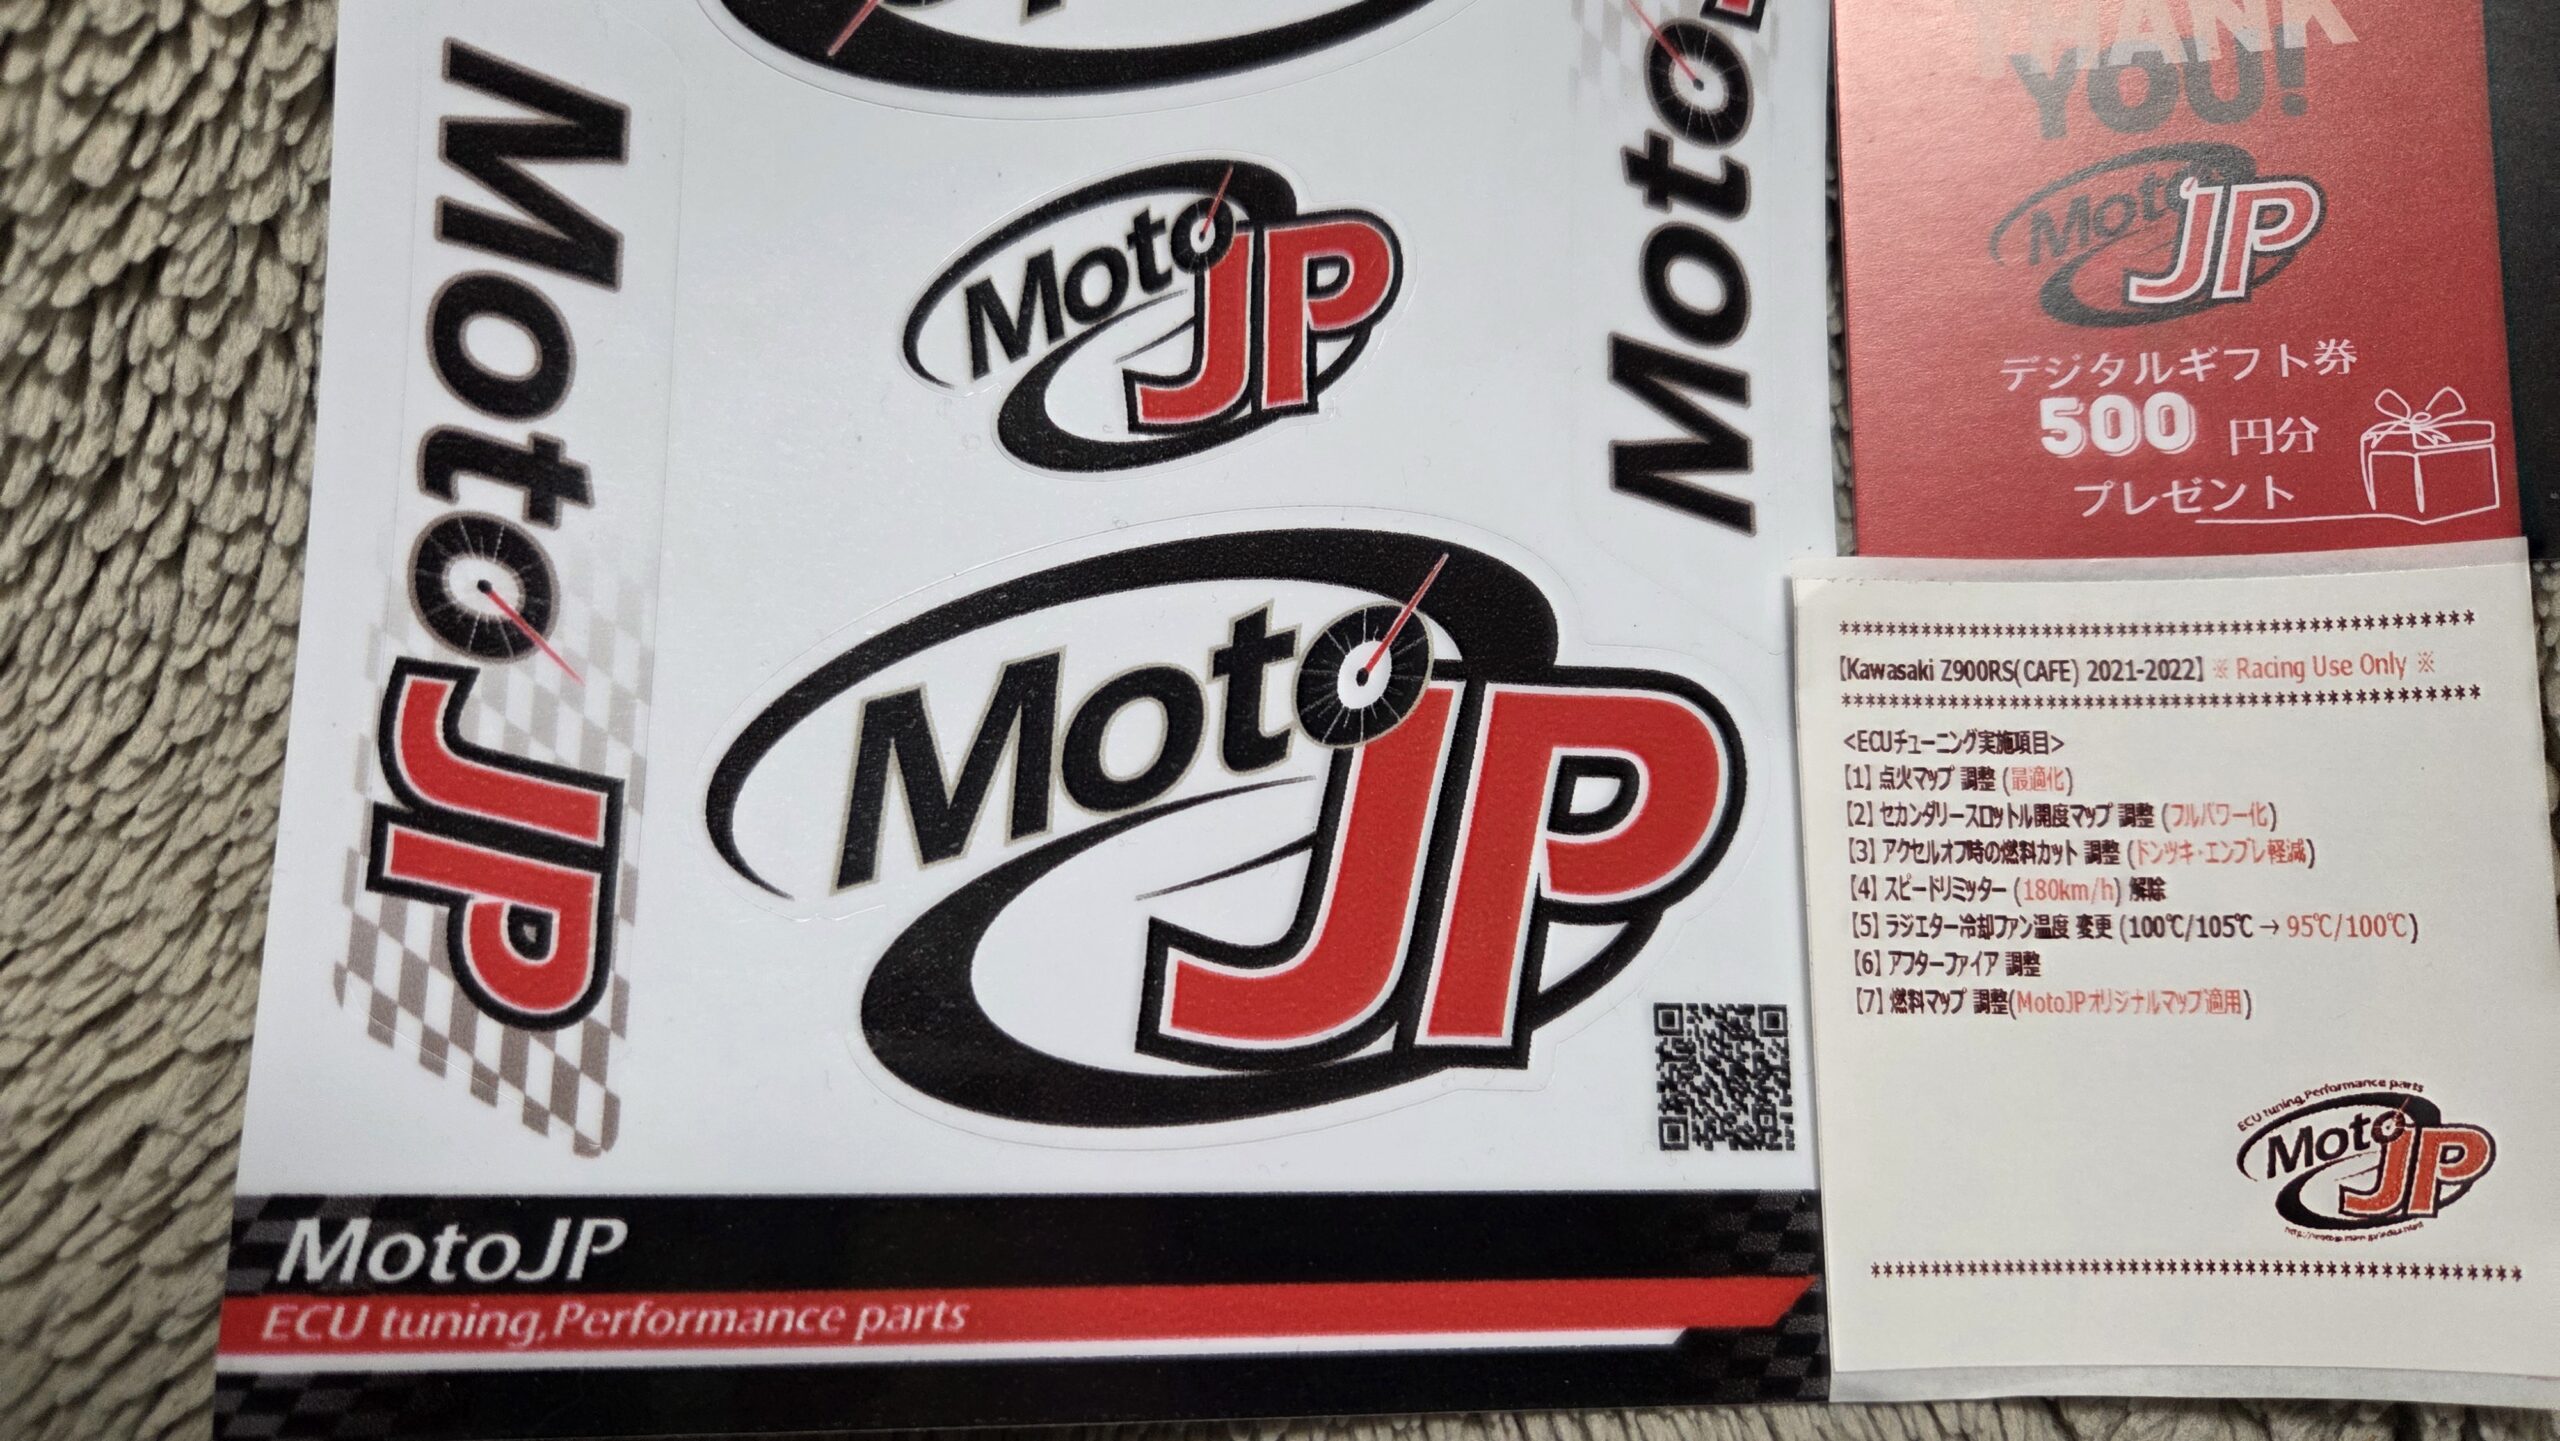 MotoJP
Moto
MotoJP
MotoJP
MotoJP
ECU tuning,Performance parts
THANK
YOU!
MotoJP
デジタルギフト券
500 円分
プレゼント
****************************************************
【Kawasaki Z900RS(CAFE) 2021-2022】 ※ Racing Use Only ※
****************************************************
<ECUチューニング実施項目>
【1】 点火マップ 調整 (最適化)
【2】 セカンダリースロットル開度マップ 調整 (フルパワー化)
【3】 アクセルオフ時の燃料カット 調整 (ドンツキ・エンブレ軽減)
【4】 スピードリミッター (180km/h) 解除
【5】 ラジエター冷却ファン温度 変更 (100℃/105℃ → 95℃/100℃)
【6】 アフターファイア 調整
【7】 燃料マップ 調整(MotoJPオリジナルマップ適用)
ECU tuning,Performance parts
MotoJP
****************************************************